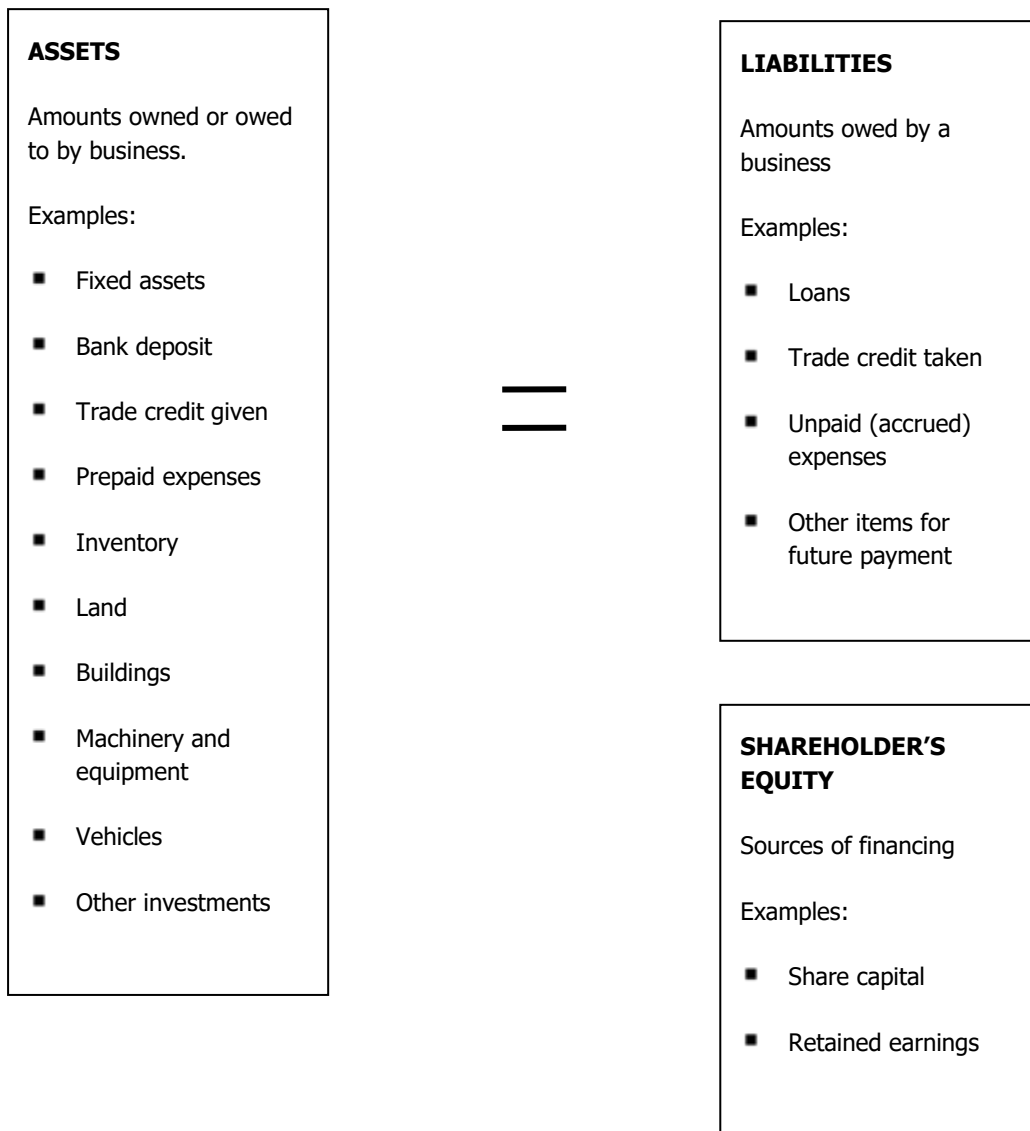 ASSETS
Amounts owned or owed
to by business.
Examples:
▪ Fixed assets
▪ Bank deposit
▪ Trade credit given
▪ Prepaid expenses
▪ Inventory
▪ Land
▪ Buildings
▪ Machinery and
equipment
▪ Vehicles
▪ Other investments
=
LIABILITIES
Amounts owed by a
business
Examples:
▪ Loans
▪ Trade credit taken
▪ Unpaid (accrued)
expenses
▪ Other items for
future payment
SHAREHOLDER’S
EQUITY
Sources of financing
Examples:
▪ Share capital
▪ Retained earnings